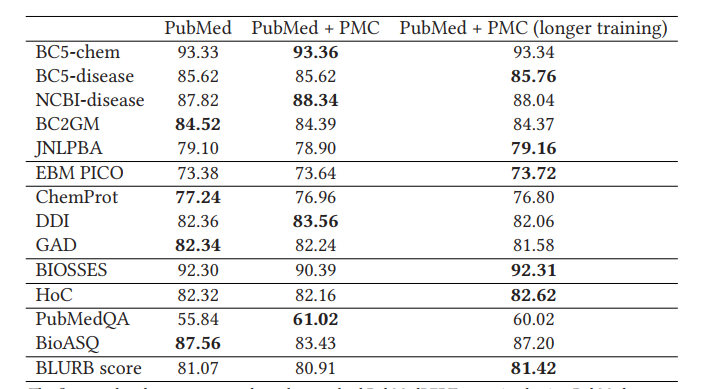 PubMed PubMed + PMC PubMed + PMC (longer training)
BC5-chem 93.33 93.36 93.34
BC5-disease 85.62 85.62 85.76
NCBI-disease 87.82 88.34 88.04
BC2GM 84.52 84.39 84.37
JNLPBA 79.10 78.90 79.16
EBM PICO 73.38 73.64 73.72
ChemProt 77.24 76.96 76.80
DDI 82.36 83.56 82.06
GAD 82.34 82.24 81.58
BIOSSES 92.30 90.39 92.31
HoC 82.32 82.16 82.62
PubMedQA 55.84 61.02 60.02
BioASQ 87.56 83.43 87.20
BLURB score 81.07 80.91 81.42